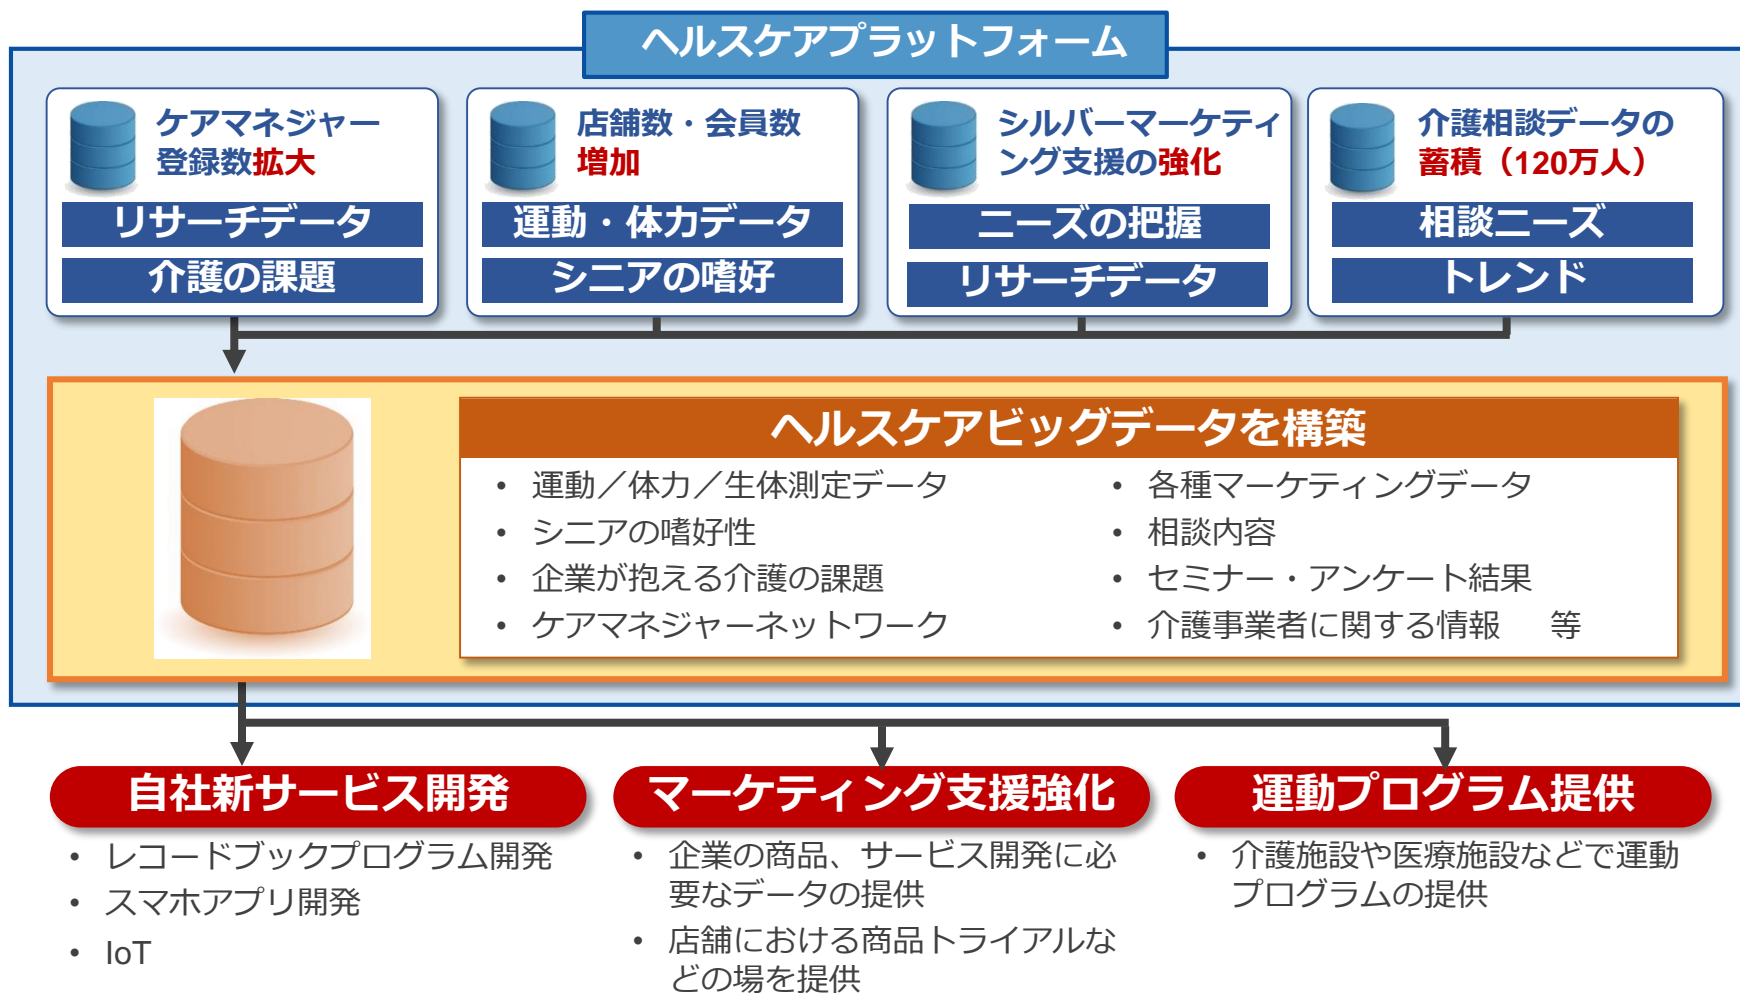 ヘルスケアプラットフォーム
ケアマネジャー
登録数拡大
リサーチデータ
介護の課題
店舗数・会員数
増加
運動・体力データ
シニアの嗜好
シルバーマーケティ
ング支援の強化
ニーズの把握
リサーチデータ
介護相談データの
蓄積（120万人）
相談ニーズ
トレンド
ヘルスケアビッグデータを構築
• 運動／体力／生体測定データ
• シニアの嗜好性
• 企業が抱える介護の課題
• ケアマネジャーネットワーク
• 各種マーケティングデータ
• 相談内容
• セミナー・アンケート結果
• 介護事業者に関する情報　等
自社新サービス開発
• レコードブックプログラム開発
• スマホアプリ開発
• IoT
マーケティング支援強化
• 企業の商品、サービス開発に必
要なデータの提供
• 店舗における商品トライアルな
どの場を提供
運動プログラム提供
• 介護施設や医療施設などで運動
プログラムの提供